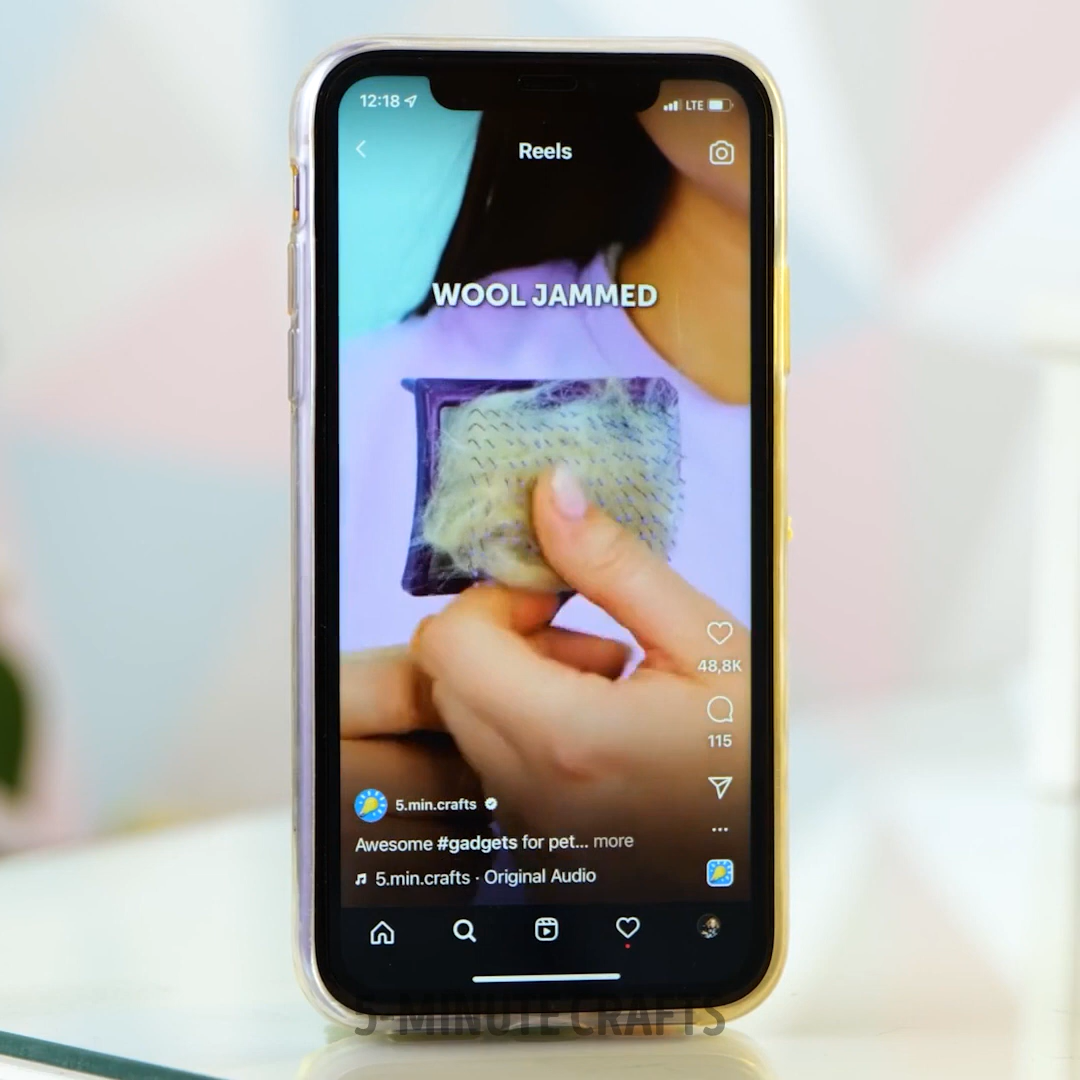 12:18
LTE
Reels
WOOL JAMMED
48,8K
115
5.min.crafts
Awesome #gadgets for pet... more
5.min.crafts · Original Audio
5-MINUTE CRAFTS